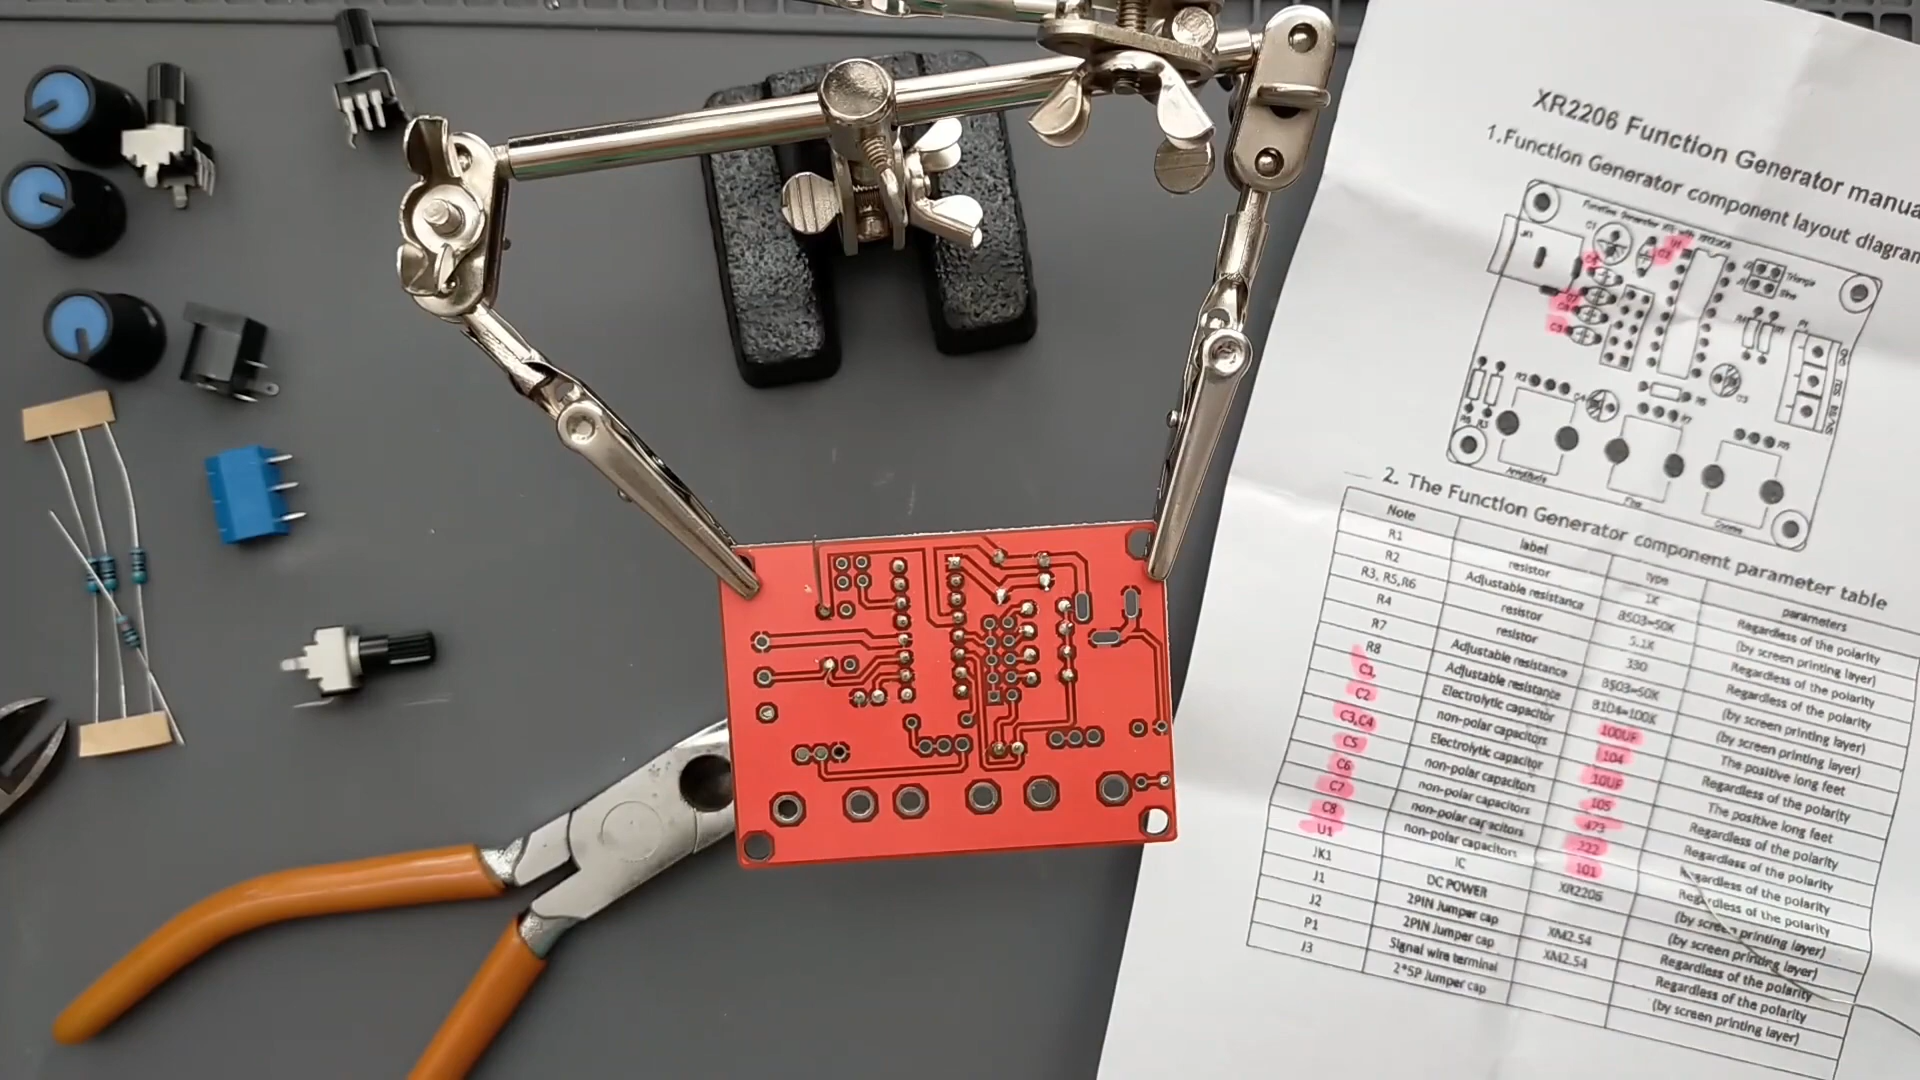 XR2206 Function Generator manua
1.Function Generator component layout diagram
Triangle
Sine
Amplitude
Fine
Coarse
2. The Function Generator component parameter table
Note label type parameters
R1 resistor 1K Regardless of the polarity
R2 Adjustable resistance B503=50K (by screen printing layer)
R3, R5,R6 resistor 5.1K Regardless of the polarity
R4 resistor 330 Regardless of the polarity
R7 Adjustable resistance B503=50K (by screen printing layer)
R8 Adjustable resistance B104=100K (by screen printing layer)
C1, Electrolytic capacitor 100UF The positive long feet
C2 non-polar capacitors 104 Regardless of the polarity
C3,C4 Electrolytic capacitor 10UF The positive long feet
C5 non-polar capacitors 105 Regardless of the polarity
C6 non-polar capacitors 473 Regardless of the polarity
C7 non-polar capacitors 222 Regardless of the polarity
C8 non-polar capacitors 101 Regardless of the polarity
U1 IC XR2206 (by screen printing layer)
JK1 DC POWER (by screen printing layer)
J1 2PIN Jumper cap XM2.54 Regardless of the polarity
J2 2PIN Jumper cap XM2.54 Regardless of the polarity
P1 Signal wire terminal (by screen printing layer)
J3 2*5P Jumper cap